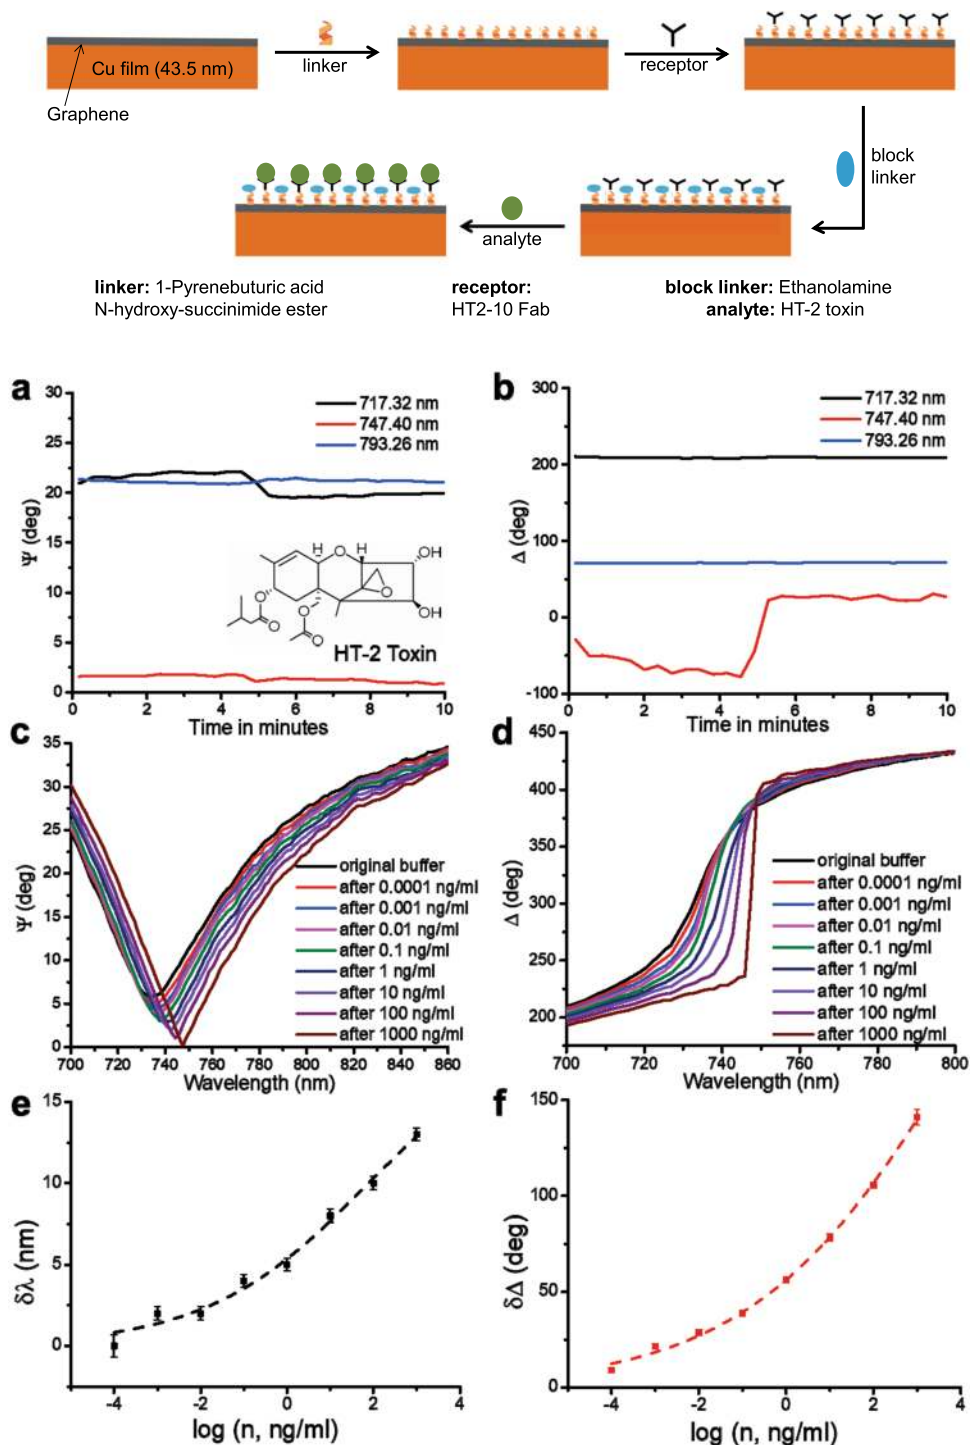 Cu film (43.5 nm)
Graphene
linker
receptor
block
linker
analyte
linker: 1-Pyrenebuturic acid
N-hydroxy-succinimide ester
receptor:
HT2-10 Fab
block linker: Ethanolamine
analyte: HT-2 toxin
a
30
25
20
15
10
5
0
Ψ (deg)
717.32 nm
747.40 nm
793.26 nm
H
O
H
OH
O
O
O
O
O
OH
HT-2 Toxin
0 2 4 6 8 10
Time in minutes
b
300
200
100
0
-100
Δ (deg)
717.32 nm
747.40 nm
793.26 nm
0 2 4 6 8 10
Time in minutes
c
35
30
25
20
15
10
5
0
Ψ (deg)
original buffer
after 0.0001 ng/ml
after 0.001 ng/ml
after 0.01 ng/ml
after 0.1 ng/ml
after 1 ng/ml
after 10 ng/ml
after 100 ng/ml
after 1000 ng/ml
700 720 740 760 780 800 820 840 860
Wavelength (nm)
d
450
400
350
300
250
200
Δ (deg)
original buffer
after 0.0001 ng/ml
after 0.001 ng/ml
after 0.01 ng/ml
after 0.1 ng/ml
after 1 ng/ml
after 10 ng/ml
after 100 ng/ml
after 1000 ng/ml
700 720 740 760 780 800
Wavelength (nm)
e
15
10
5
0
δλ (nm)
-4 -2 0 2 4
log (n, ng/ml)
f
150
100
50
0
δΔ (deg)
-4 -2 0 2 4
log (n, ng/ml)